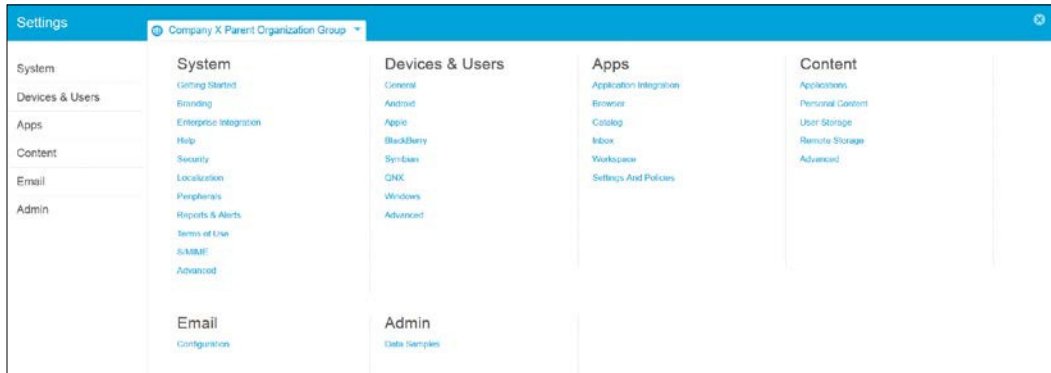 Settings
Company X Parent Organization Group
System
Devices & Users
Apps
Content
Email
Admin
System
Getting Started
Branding
Enterprise Integration
Help
Security
Localization
Peripherals
Reports & Alerts
Terms of Use
S/MIME
Advanced
Devices & Users
General
Android
Apple
BlackBerry
Symbian
QNX
Windows
Advanced
Apps
Application Integration
Browser
Catalog
Inbox
Workspace
Settings And Policies
Content
Applications
Personal Content
User Storage
Remote Storage
Advanced
Email
Configuration
Admin
Data Samples